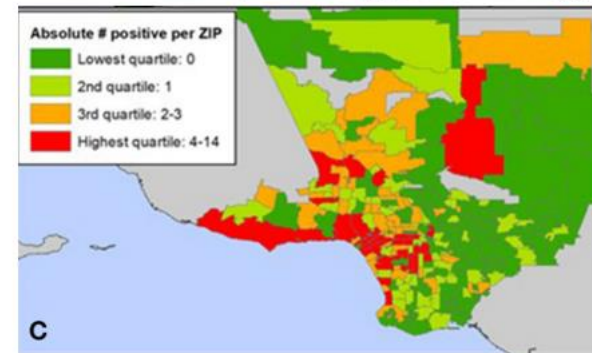 Absolute # positive per ZIP
Lowest quartile: 0
2nd quartile: 1
3rd quartile: 2-3
Highest quartile: 4-14
C